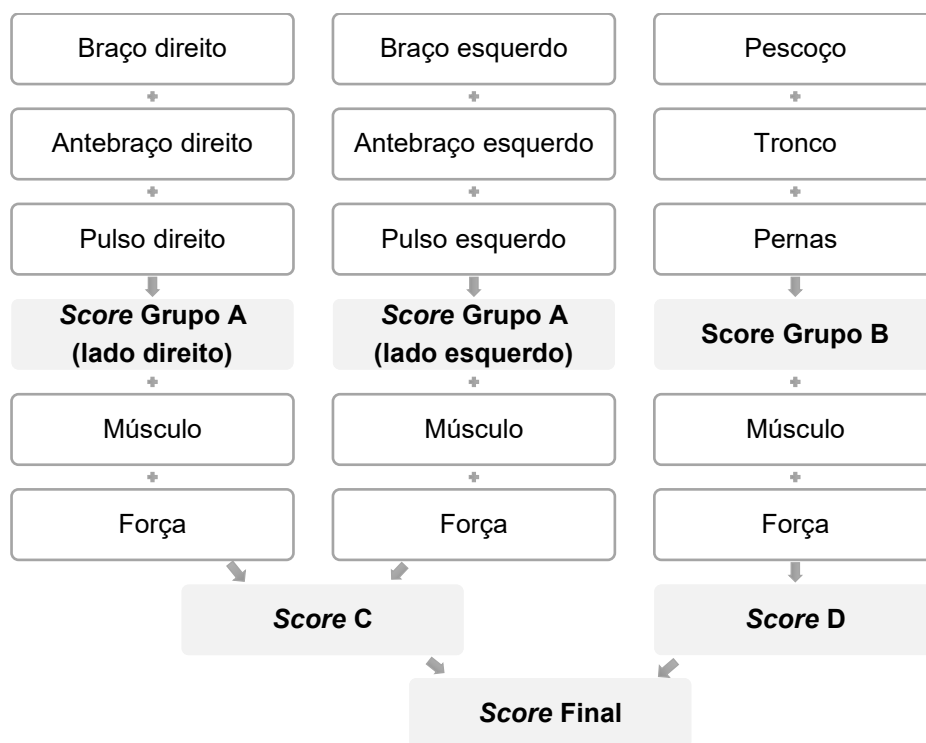 Braço direito
Braço esquerdo
Pescoço
Antebraço direito
Antebraço esquerdo
Tronco
Pulso direito
Pulso esquerdo
Pernas
Score Grupo A
(lado direito)
Score Grupo A
(lado esquerdo)
Score Grupo B
Músculo
Músculo
Músculo
Força
Força
Força
Score C
Score D
Score Final